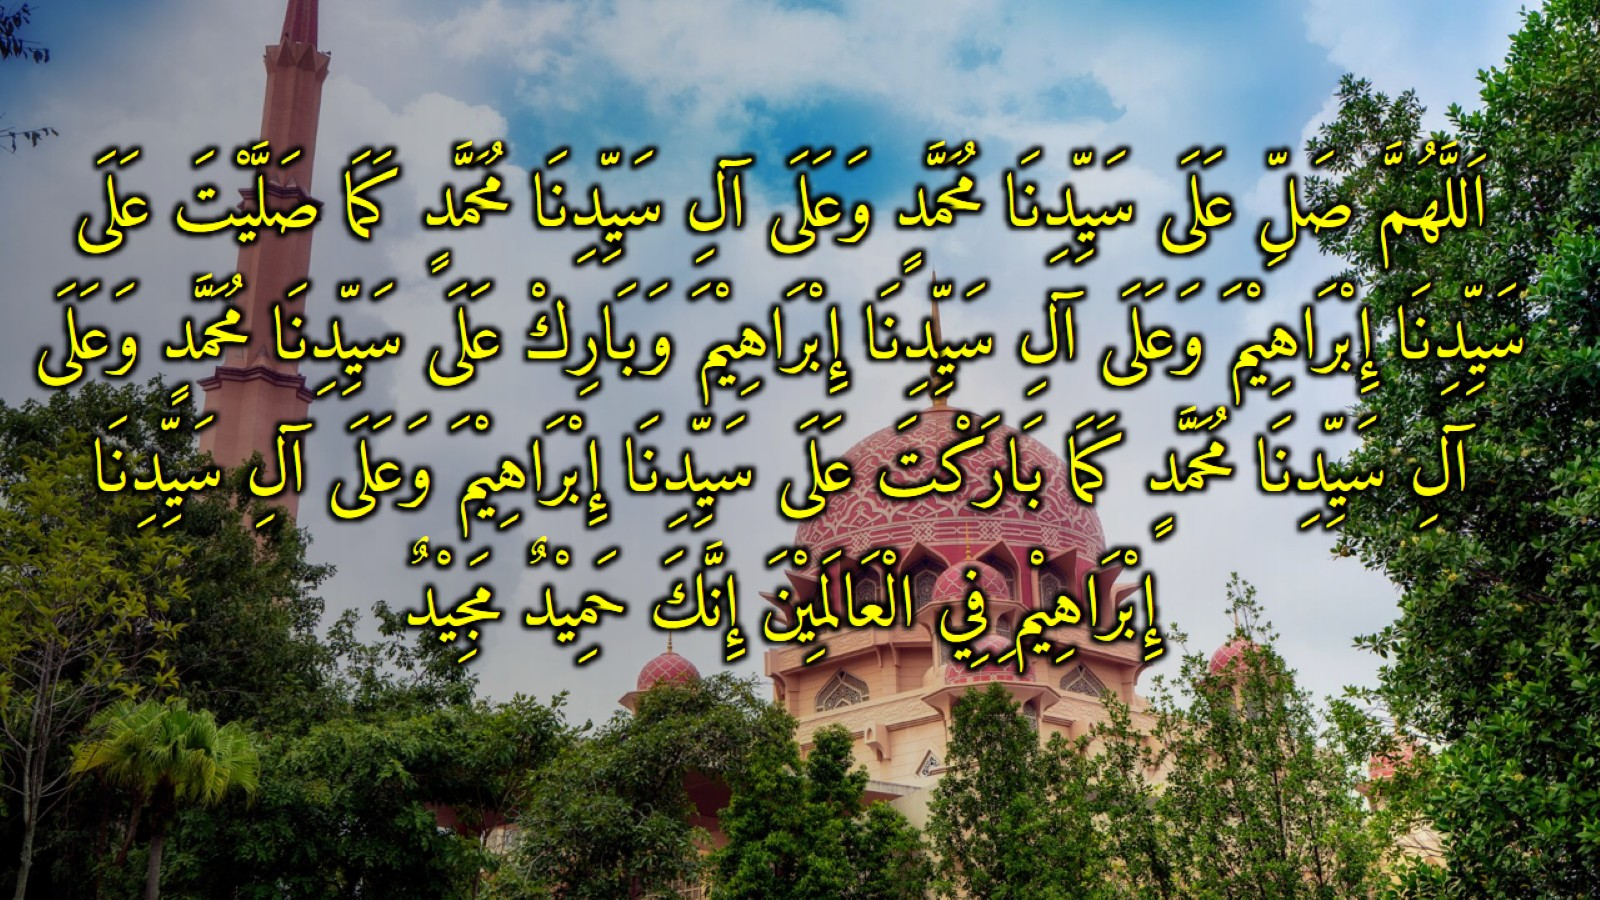 اَللَّهُمَّ صَلِّ عَلَى سَيِّدِنَا مُحَمَّدٍ وَعَلَى آلِ سَيِّدِنَا مُحَمَّدٍ كَمَا صَلَّيْتَ عَلَى
سَيِّدِنَا إِبْرَاهِيْمَ وَعَلَى آلِ سَيِّدِنَا إِبْرَاهِيْمَ وَبَارِكْ عَلَى سَيِّدِنَا مُحَمَّدٍ وَعَلَى
آلِ سَيِّدِنَا مُحَمَّدٍ كَمَا بَارَكْتَ عَلَى سَيِّدِنَا إِبْرَاهِيْمَ وَعَلَى آلِ سَيِّدِنَا
إِبْرَاهِيْمِ فِي الْعَالَمِيْنَ إِنَّكَ حَمِيْدٌ مَجِيْدٌ